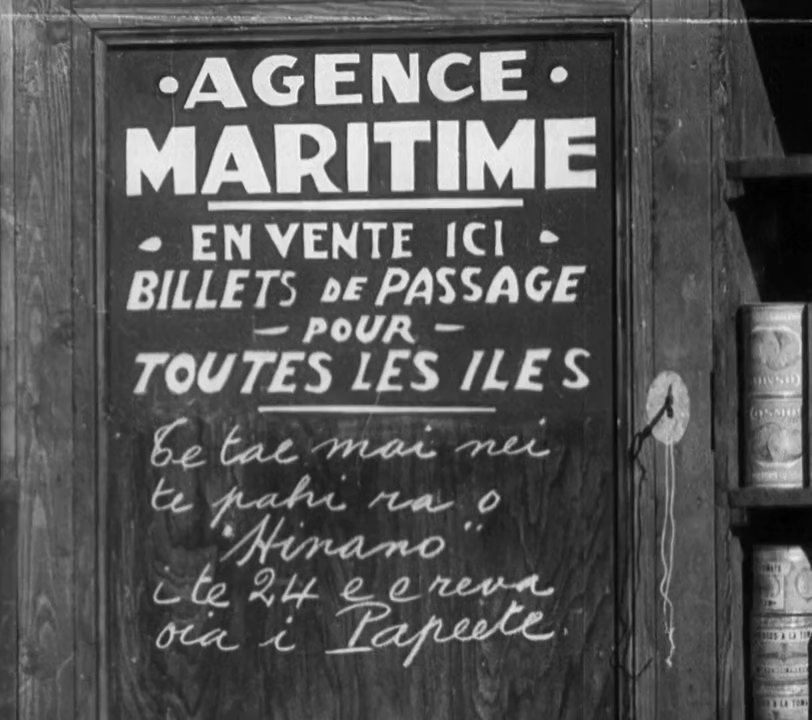 • AGENCE •
MARITIME
• EN VENTE ICI •
BILLETS DE PASSAGE
— POUR —
TOUTES LES ILES
Te tae mai nei
te pahi ra o
"Hinano"
i te 24 e e reva
oia i Papeete.